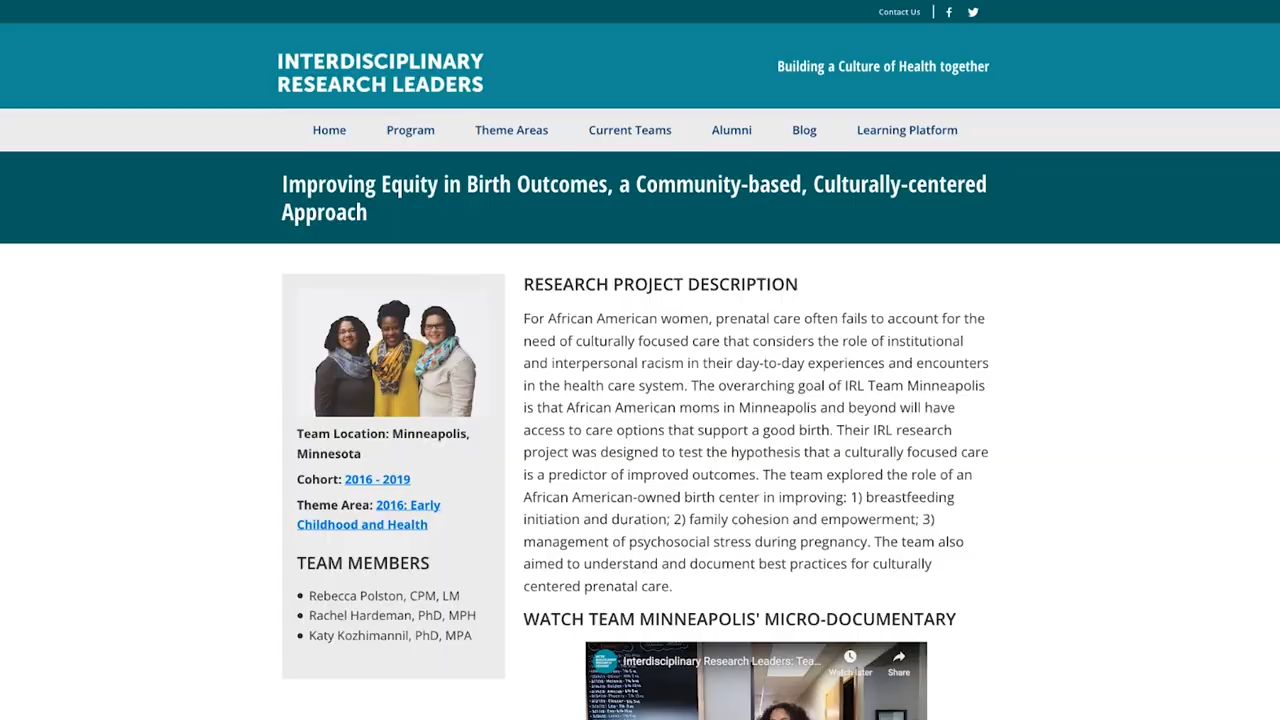 Contact Us
INTERDISCIPLINARY
RESEARCH LEADERS
Building a Culture of Health together
Home Program Theme Areas Current Teams Alumni Blog Learning Platform
Improving Equity in Birth Outcomes, a Community-based, Culturally-centered
Approach
Team Location: Minneapolis,
Minnesota
Cohort: 2016 - 2019
Theme Area: 2016: Early
Childhood and Health
TEAM MEMBERS
Rebecca Polston, CPM, LM
Rachel Hardeman, PhD, MPH
Katy Kozhimannil, PhD, MPA
RESEARCH PROJECT DESCRIPTION
For African American women, prenatal care often fails to account for the
need of culturally focused care that considers the role of institutional
and interpersonal racism in their day-to-day experiences and encounters
in the health care system. The overarching goal of IRL Team Minneapolis
is that African American moms in Minneapolis and beyond will have
access to care options that support a good birth. Their IRL research
project was designed to test the hypothesis that a culturally focused care
is a predictor of improved outcomes. The team explored the role of an
African American-owned birth center in improving: 1) breastfeeding
initiation and duration; 2) family cohesion and empowerment; 3)
management of psychosocial stress during pregnancy. The team also
aimed to understand and document best practices for culturally
centered prenatal care.
WATCH TEAM MINNEAPOLIS' MICRO-DOCUMENTARY
Interdisciplinary Research Leaders: Tea...
Watch later Share